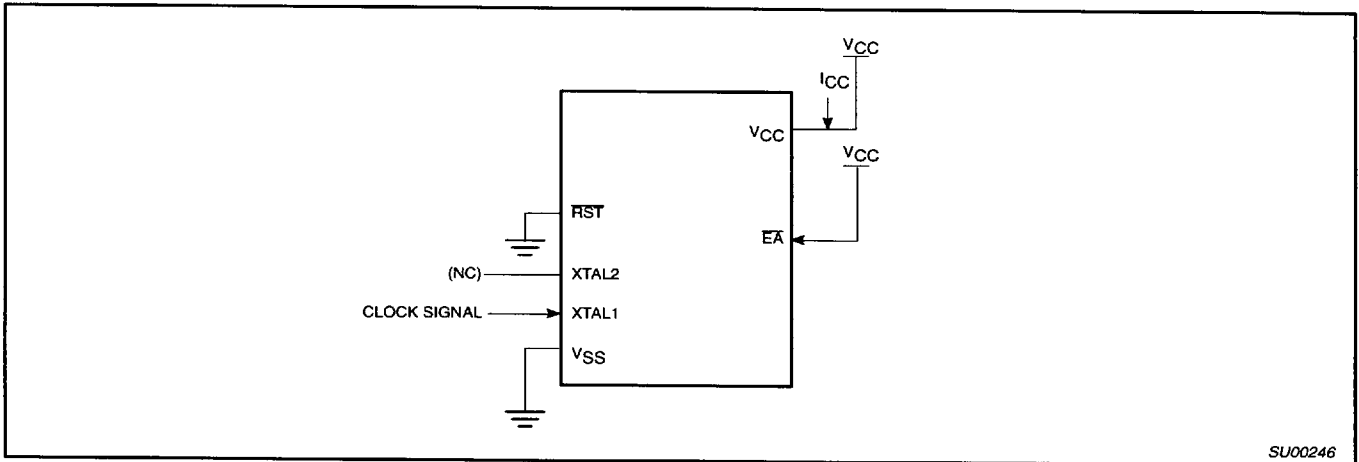 VCC
ICC
VCC
VCC
RST
EA
(NC)
XTAL2
CLOCK SIGNAL
XTAL1
VSS
SU00246